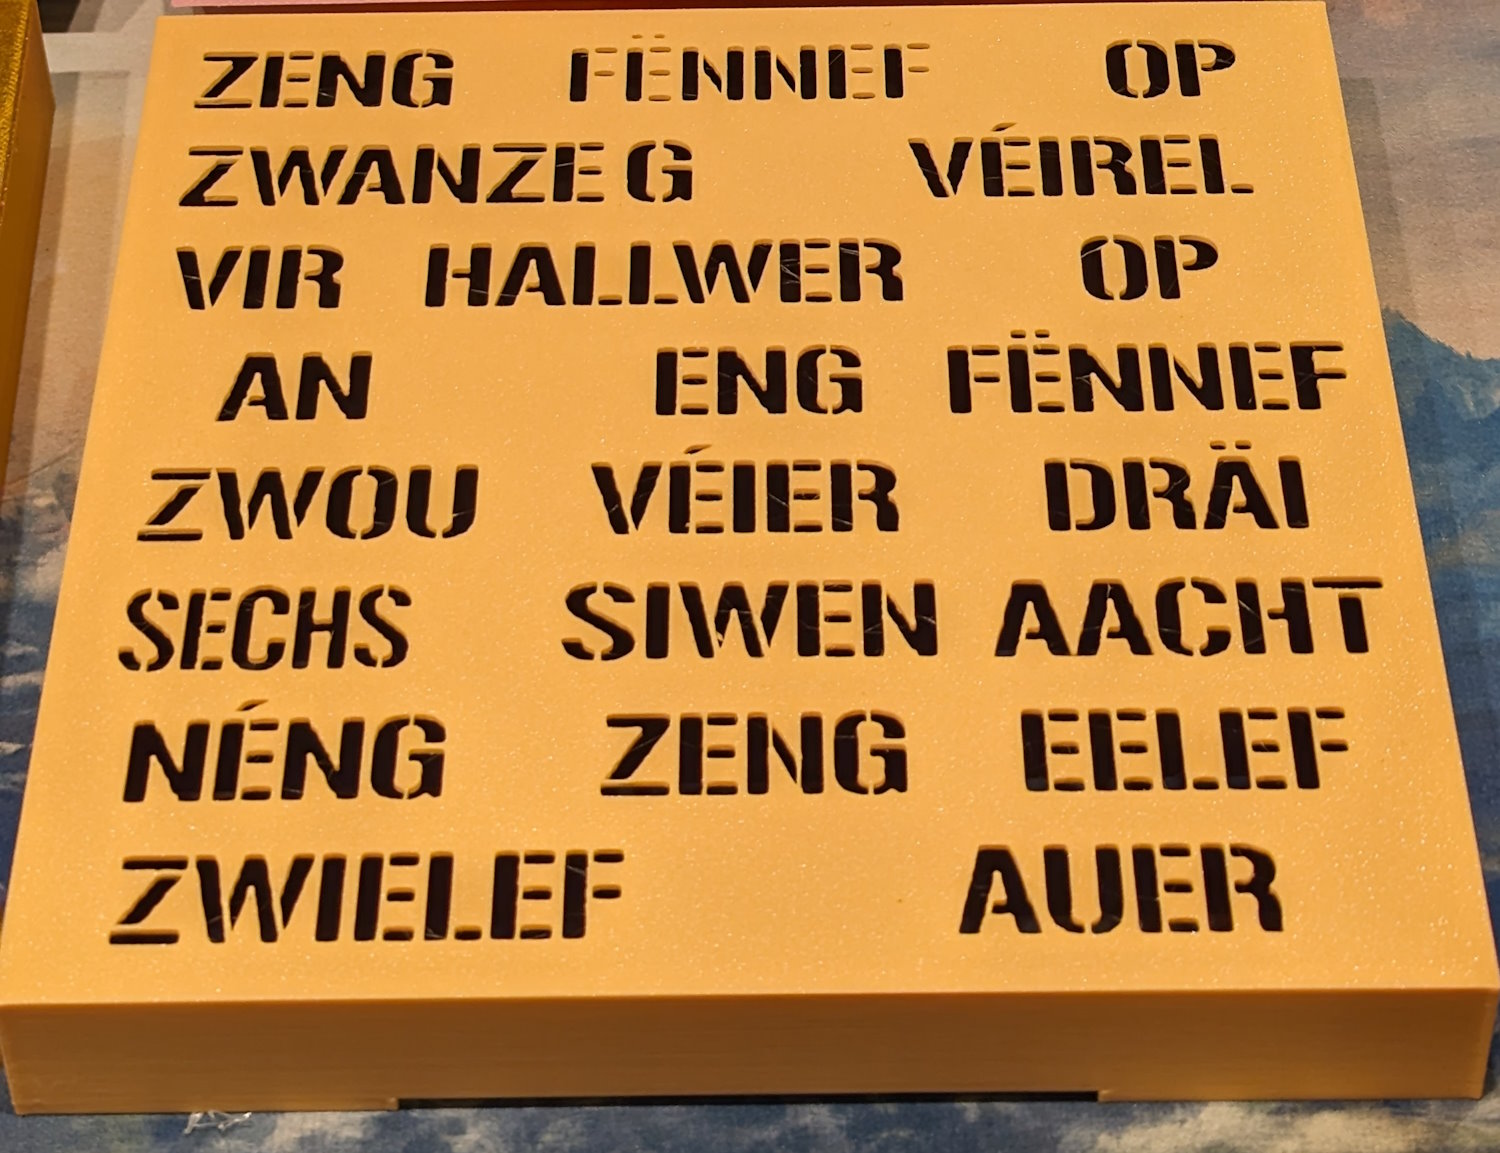 ZENG FËNNEF OP
ZWANZEG VÉIREL
VIR HALLWER OP
AN ENG FËNNEF
ZWOU VÉIER DRÄI
SECHS SIWEN AACHT
NÉNG ZENG EELEF
ZWIELEF AUER